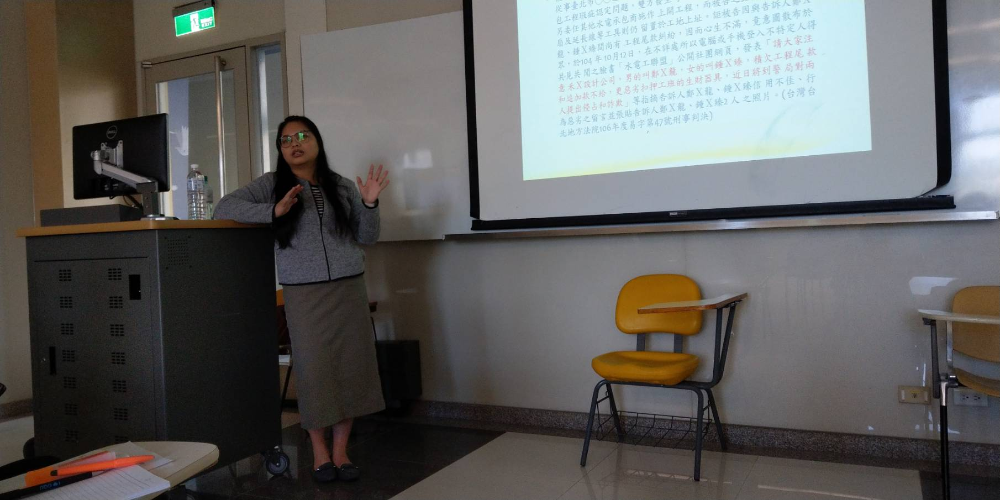 EXIT
DELL
從事臺北市○○
包工程瑕疵認定問題，雙方發生
另委任其他水電承包商施作上開工程，而被告之
扇及延長線等工具則仍留置於工地上址。詎被告因與告訴人鄭X
龍、鍾X臻間尚有工程尾款糾紛，因而心生不滿，竟意圖散布於
眾，於104年10月12日，在不詳處所以電腦或手機登入不特定人得
共見共聞之臉書「水電工聯盟」公開社團網頁，發表「請大家注
意禾X設計公司，男的叫鄭X龍，女的叫鍾X臻，積欠工程尾款
和追加款不給，更惡劣扣押工班的生財器具，近日將到警局對兩
人提出侵占和詐欺」等指摘告訴人鄭X龍、鍾X臻信用不佳、行
為惡劣之留言並張貼告訴人鄭X龍、鍾X臻2人之照片。(台灣台
北地方法院106年度易字第47號刑事判決)